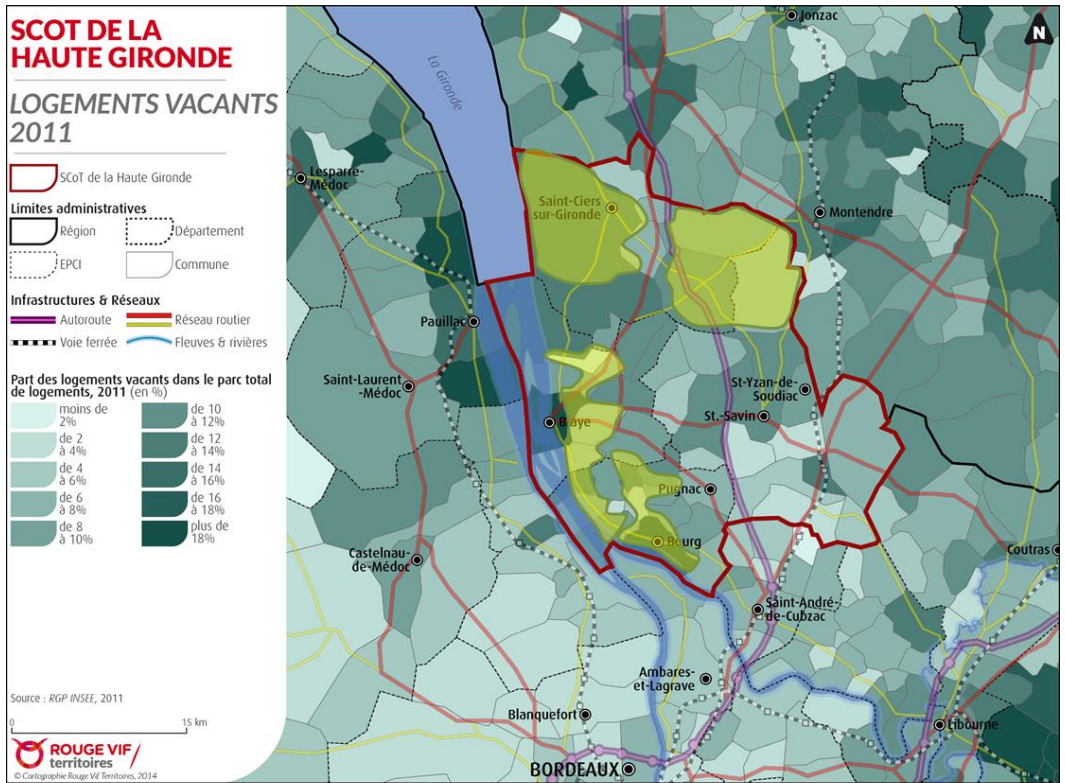 SCOT DE LA
HAUTE GIRONDE
LOGEMENTS VACANTS
2011
SCoT de la Haute Gironde
Limites administratives
Région
Département
EPCI
Commune
Infrastructures & Réseaux
Autoroute
Réseau routier
Voie ferrée
Fleuves & rivières
Part des logements vacants dans le parc total
de logements, 2011 (en %)
moins de
2%
de 2
à 4%
de 4
à 6%
de 6
à 8%
de 8
à 10%
de 10
à 12%
de 12
à 14%
de 14
à 16%
de 16
à 18%
plus de
18%
Source : RGP INSEE, 2011
0
15 km
ROUGE VIF
territoires
© Cartographie Rouge Vif Territoires, 2014
N
La Gironde
Jonzac
Lesparre-
Médoc
Saint-Ciers
sur-Gironde
Montendre
Pauillac
Saint-Laurent
-Médoc
St-Yzan-de-
Soudiac
St.-Savin
Blaye
Pugnac
Bourg
Castelnau-
de-Médoc
Coutras
Saint-André-
de-Cubzac
Ambares-
et-Lagrave
Blanquefort
Libourne
BORDEAUX